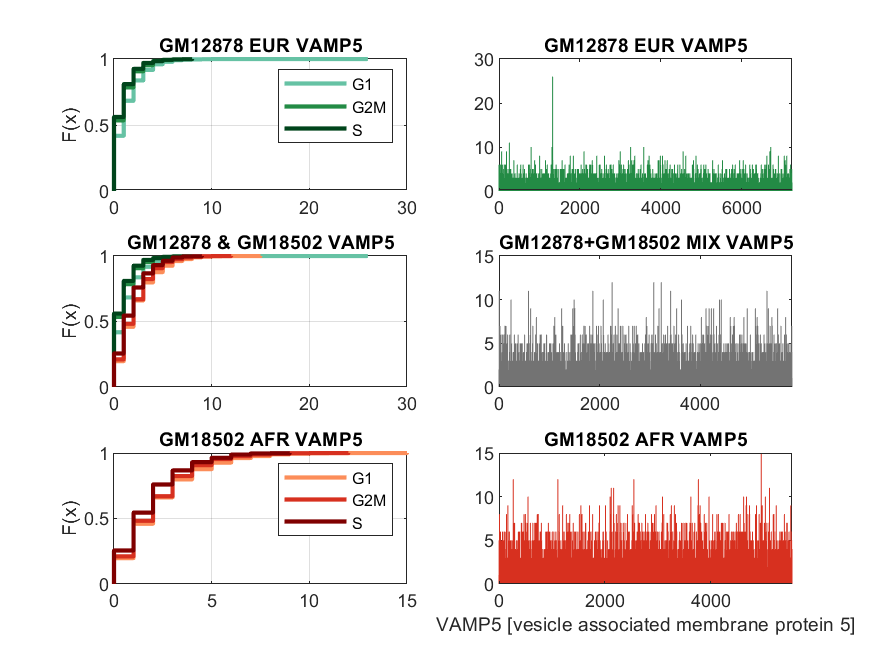 GM12878 EUR VAMP5
1
0.5
0
F(x)
0 10 20 30
G1
G2M
S
GM12878 EUR VAMP5
30
20
10
0
0 2000 4000 6000
GM12878 & GM18502 VAMP5
1
0.5
0
F(x)
0 10 20 30
GM12878+GM18502 MIX VAMP5
15
10
5
0
0 2000 4000
GM18502 AFR VAMP5
1
0.5
0
F(x)
0 5 10 15
G1
G2M
S
GM18502 AFR VAMP5
15
10
5
0
0 2000 4000
VAMP5 [vesicle associated membrane protein 5]